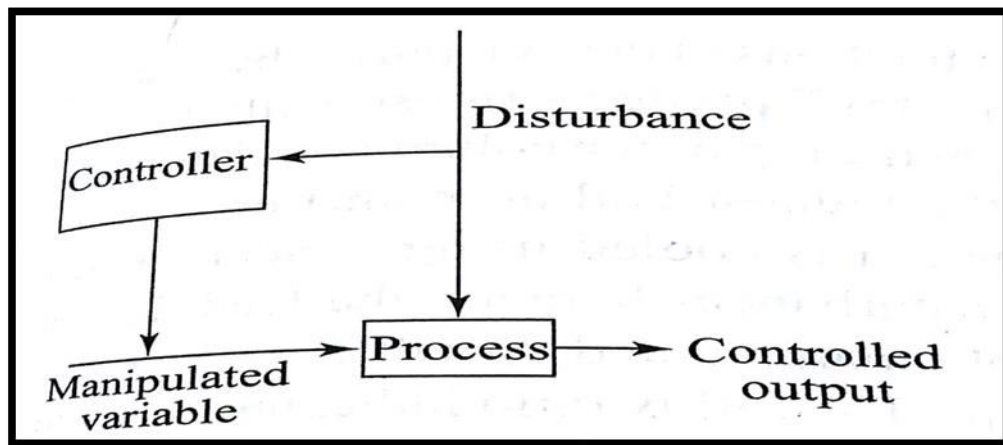 Disturbance
Controller
Process
Controlled
output
Manipulated
variable